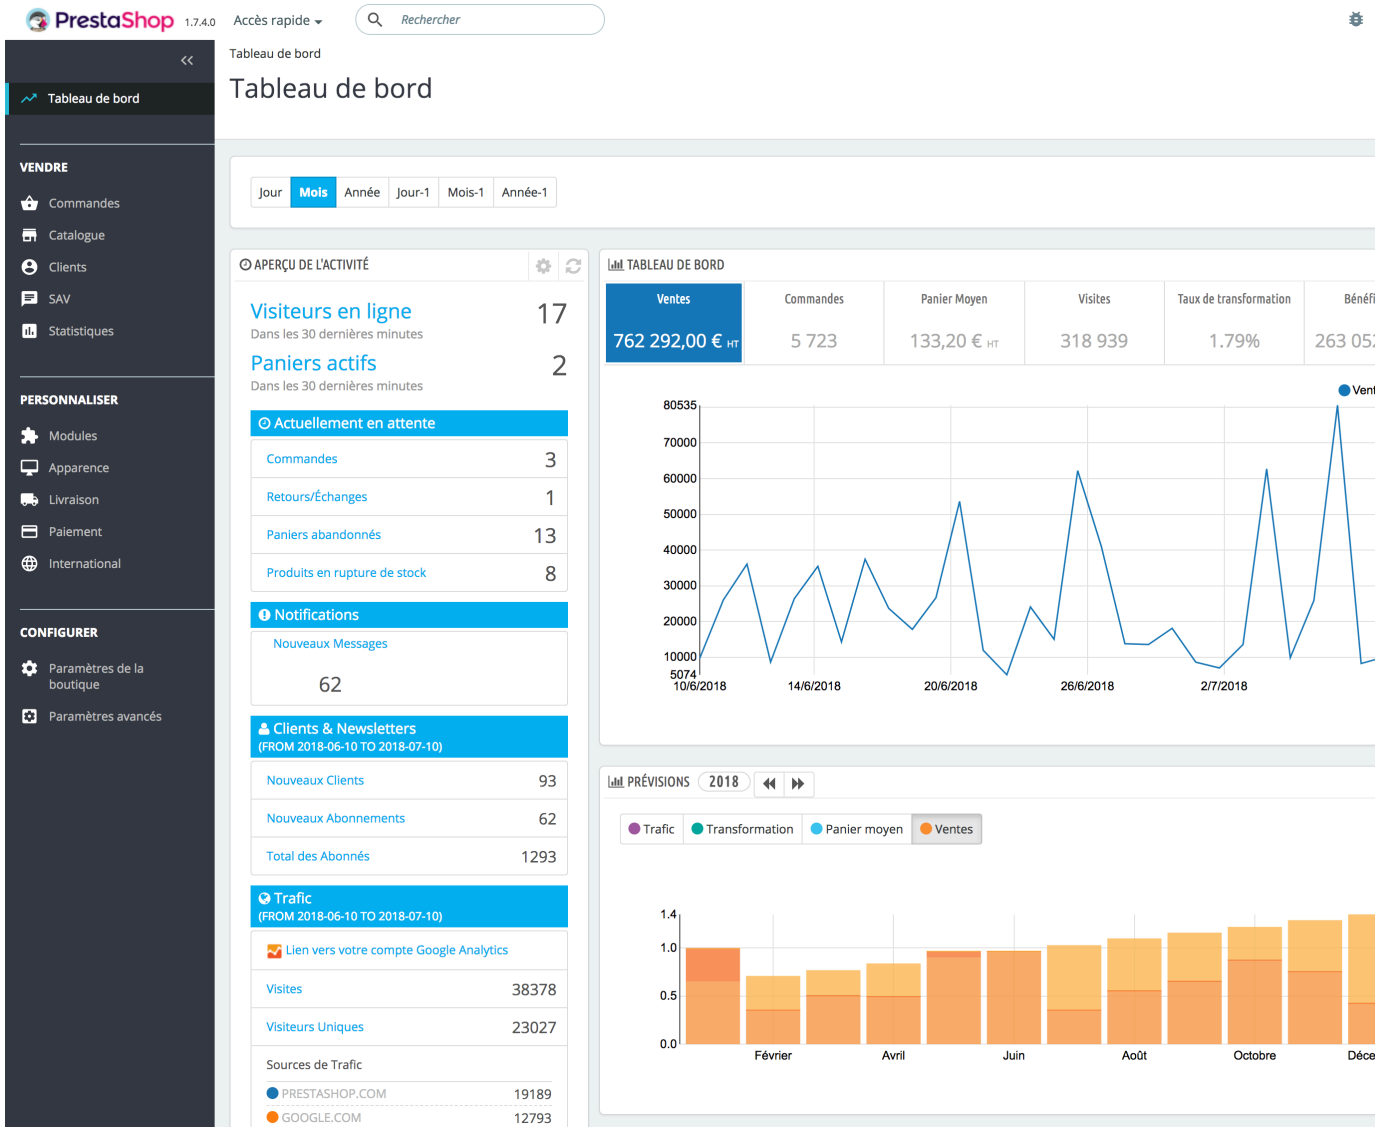 PrestaShop 1.7.4.0 Accès rapide Rechercher
Tableau de bord
Tableau de bord
Tableau de bord
VENDRE
Commandes
Catalogue
Clients
SAV
Statistiques
PERSONNALISER
Modules
Apparence
Livraison
Paiement
International
CONFIGURER
Paramètres de la
boutique
Paramètres avancés
Jour Mois Année Jour-1 Mois-1 Année-1
APERÇU DE L'ACTIVITÉ
Visiteurs en ligne 17
Dans les 30 dernières minutes
Paniers actifs 2
Dans les 30 dernières minutes
Actuellement en attente
Commandes 3
Retours/Échanges 1
Paniers abandonnés 13
Produits en rupture de stock 8
Notifications
Nouveaux Messages
62
Clients & Newsletters
(FROM 2018-06-10 TO 2018-07-10)
Nouveaux Clients 93
Nouveaux Abonnements 62
Total des Abonnés 1293
Trafic
(FROM 2018-06-10 TO 2018-07-10)
Lien vers votre compte Google Analytics
Visites 38378
Visiteurs Uniques 23027
Sources de Trafic
PRESTASHOP.COM 19189
GOOGLE.COM 12793
TABLEAU DE BORD
Ventes Commandes Panier Moyen Visites Taux de transformation Bénéfi
762 292,00 € HT 5 723 133,20 € HT 318 939 1.79% 263 052
Vent
80535
70000
60000
50000
40000
30000
20000
10000
5074
10/6/2018 14/6/2018 20/6/2018 26/6/2018 2/7/2018
PRÉVISIONS 2018
Trafic Transformation Panier moyen Ventes
1.4
1.0
0.5
0.0
Février Avril Juin Août Octobre Déce